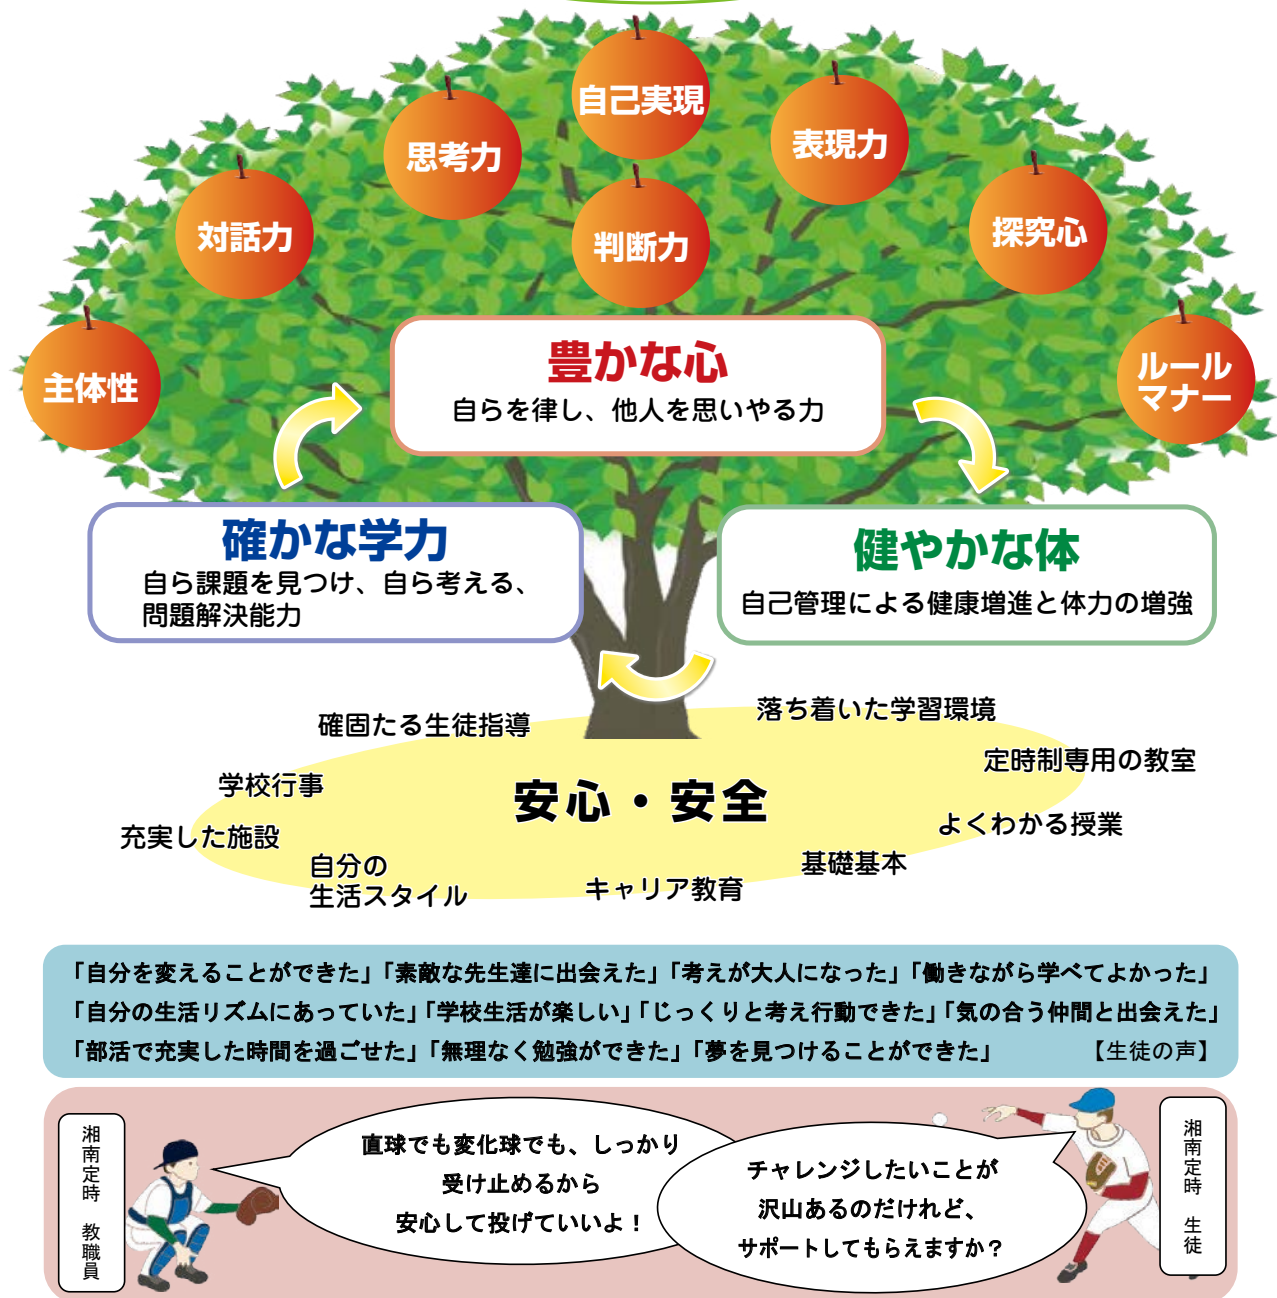 自己実現
思考力
表現力
対話力
判断力
探究心
主体性
ルール
マナー
豊かな心
自らを律し、他人を思いやる力
確かな学力
自ら課題を見つけ、自ら考える、
問題解決能力
健やかな体
自己管理による健康増進と体力の増強
確固たる生徒指導
落ち着いた学習環境
学校行事
定時制専用の教室
安心・安全
充実した施設
よくわかる授業
自分の
生活スタイル
キャリア教育
基礎基本
「自分を変えることができた」「素敵な先生達に出会えた」「考えが大人になった」「働きながら学べてよかった」
「自分の生活リズムにあっていた」「学校生活が楽しい」「じっくりと考え行動できた」「気の合う仲間と出会えた」
「部活で充実した時間を過ごせた」「無理なく勉強ができた」「夢を見つけることができた」 【生徒の声】
湘南定時 教職員
直球でも変化球でも、しっかり
受け止めるから
安心して投げていいよ！
チャレンジしたいことが
沢山あるのだけれど、
サポートしてもらえますか？
湘南定時 生徒